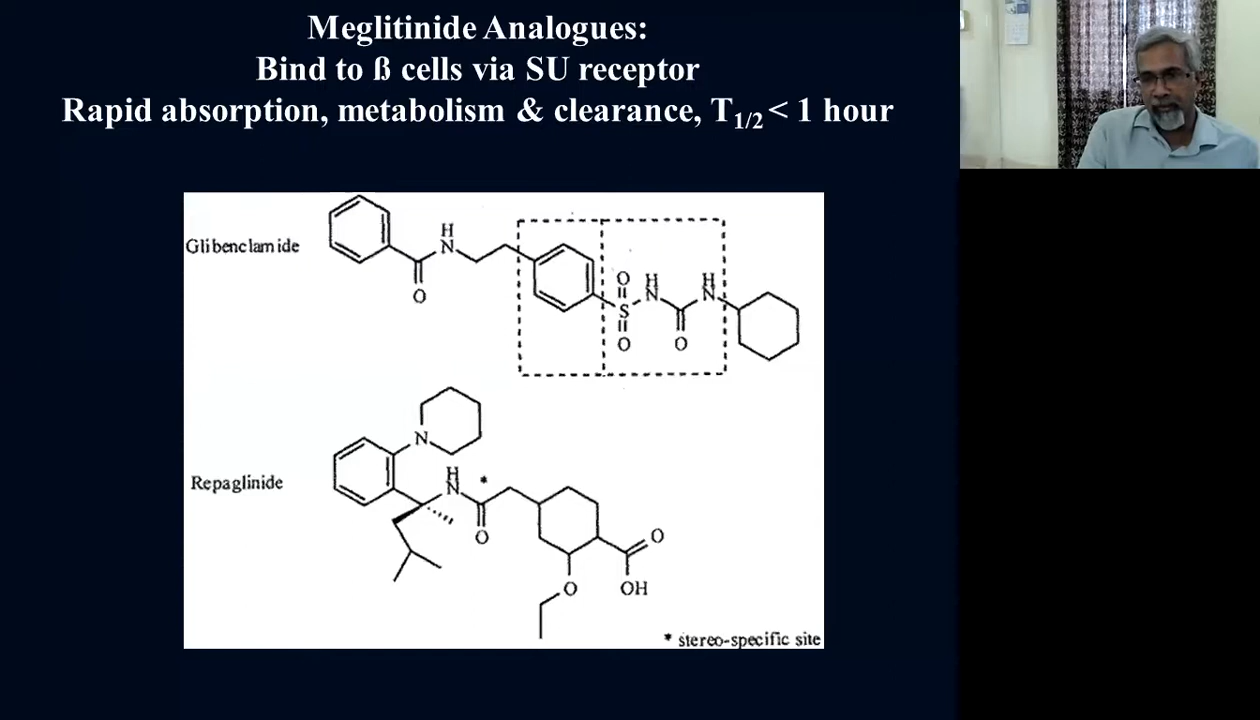 Meglitinide Analogues:
Bind to ß cells via SU receptor
Rapid absorption, metabolism & clearance, T1/2 < 1 hour
Glibenclamide
H
N
O
O
S
O
H
N
O
H
N
Repaglinide
N
H
N
*
O
O
O
OH
* stereo-specific site